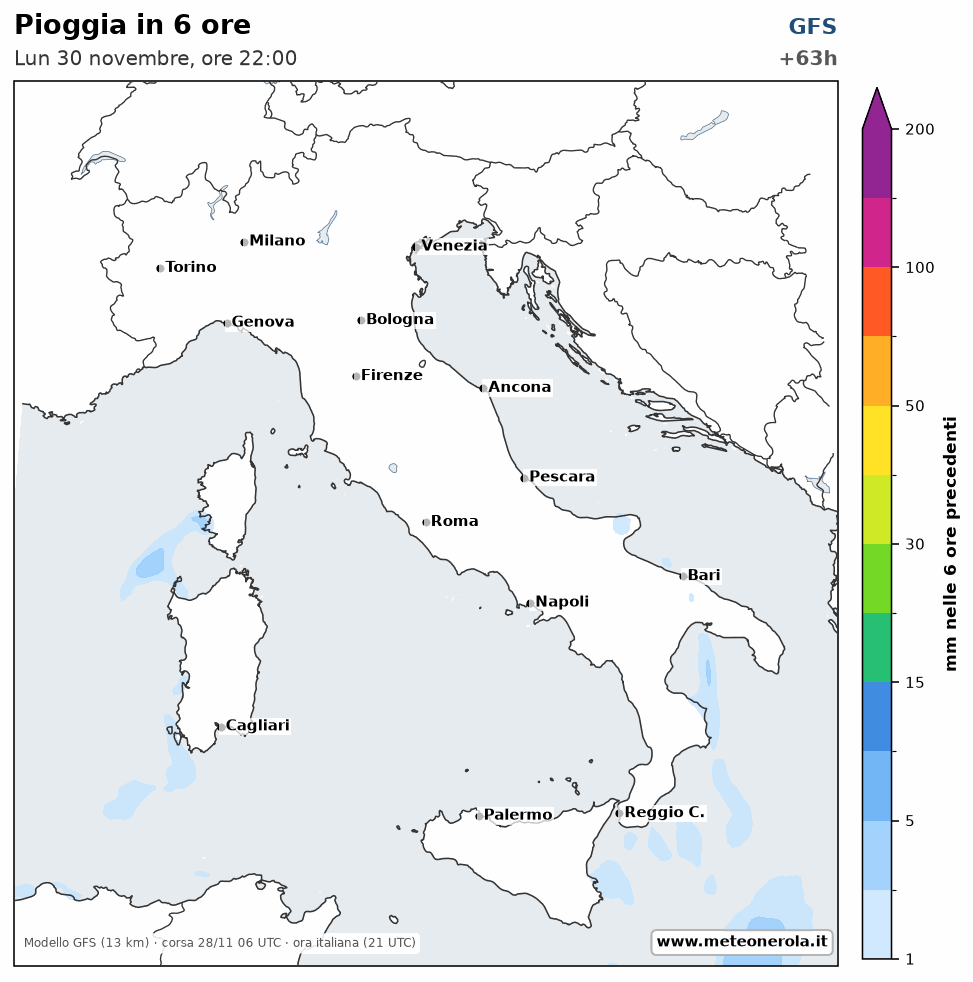 Pioggia in 6 ore
GFS
Lun 30 novembre, ore 22:00
+63h
Milano
Venezia
Torino
Genova
Bologna
Firenze
Ancona
Pescara
Roma
Bari
Napoli
Cagliari
Palermo
Reggio C.
200
100
50
30
15
5
1
mm nelle 6 ore precedenti
Modello GFS (13 km) · corsa 28/11 06 UTC · ora italiana (21 UTC)
www.meteonerola.it